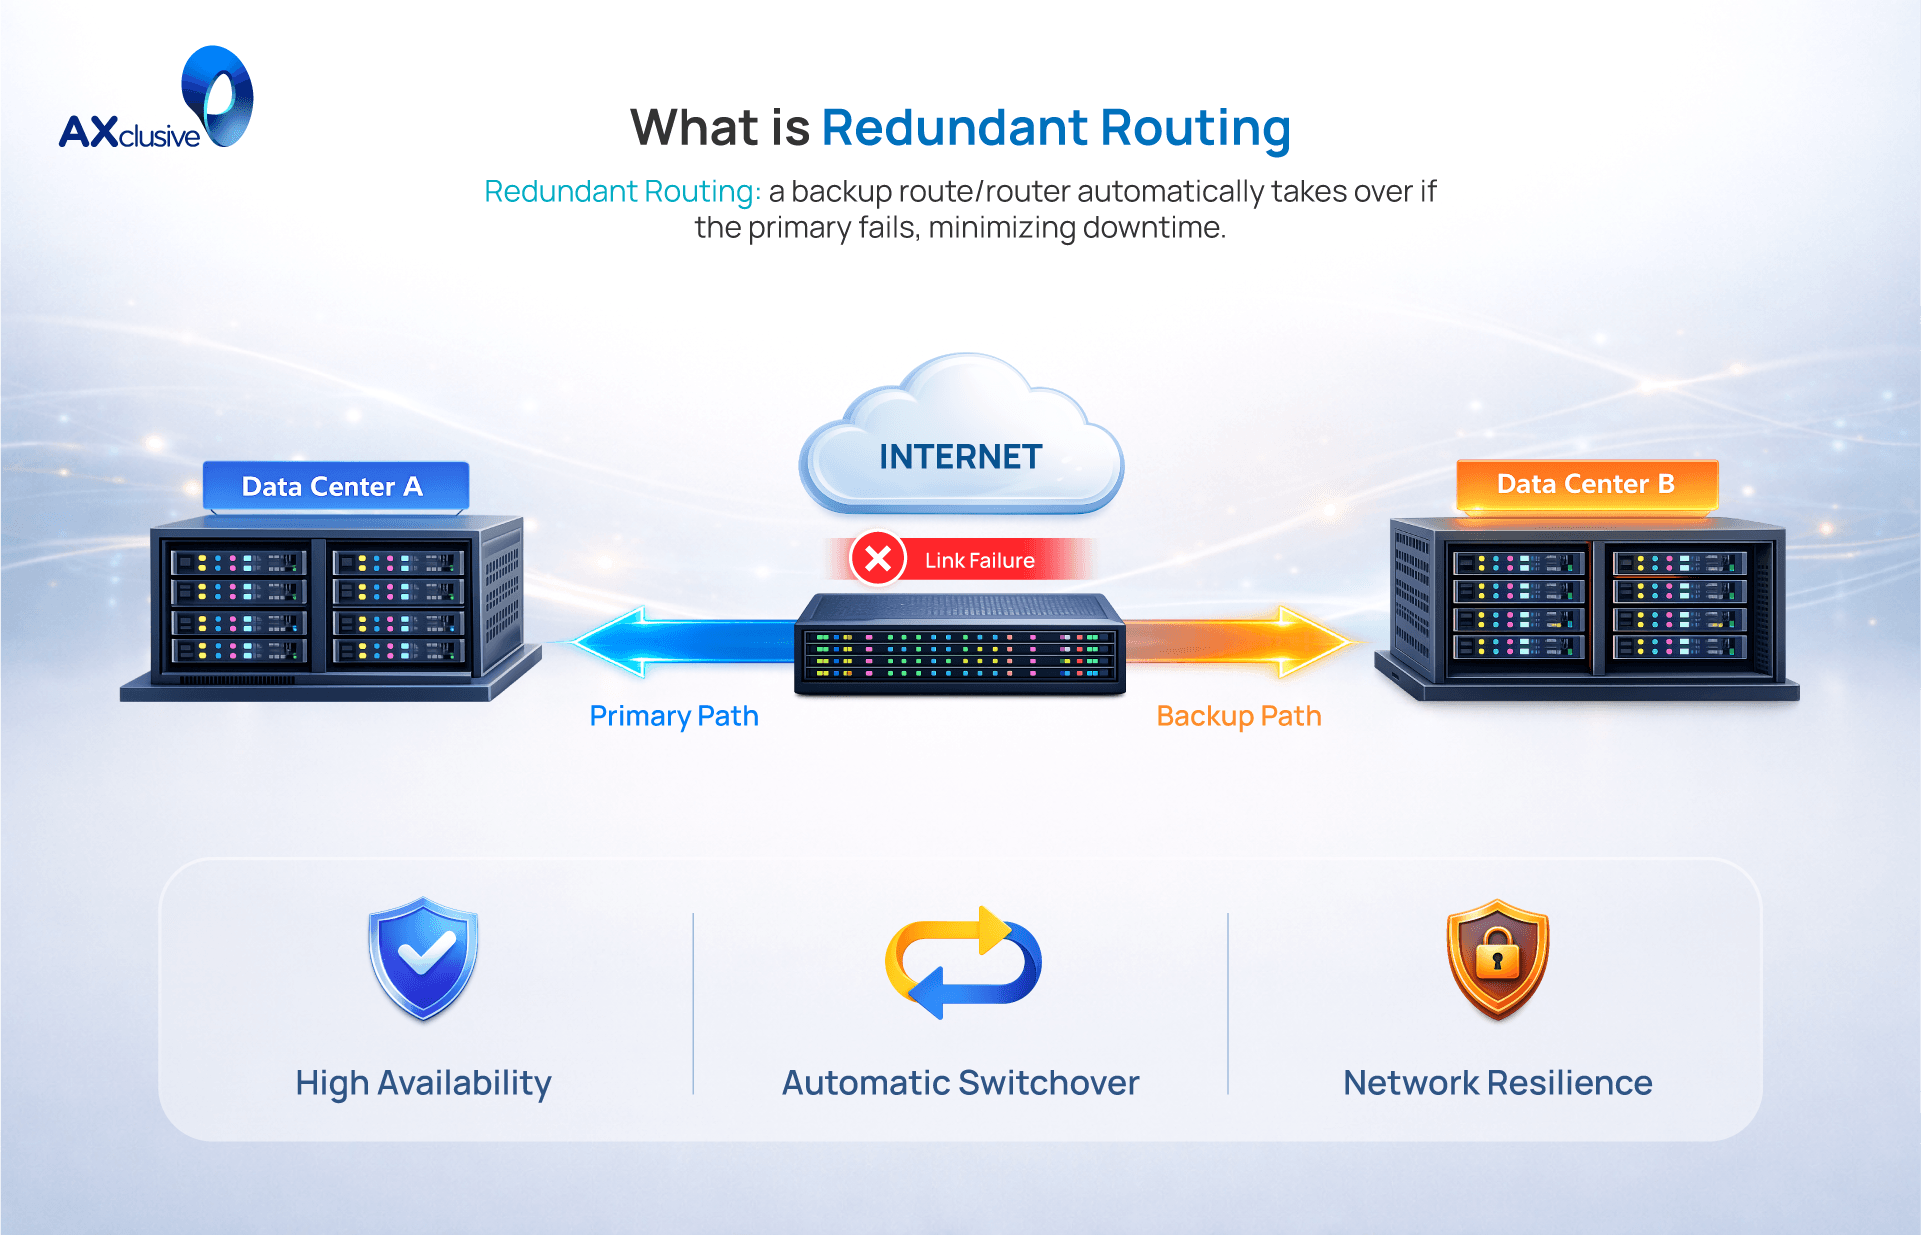 AXclusive
What is Redundant Routing
Redundant Routing: a backup route/router automatically takes over if
the primary fails, minimizing downtime.
INTERNET
Data Center A
Data Center B
Link Failure
Primary Path
Backup Path
High Availability
Automatic Switchover
Network Resilience